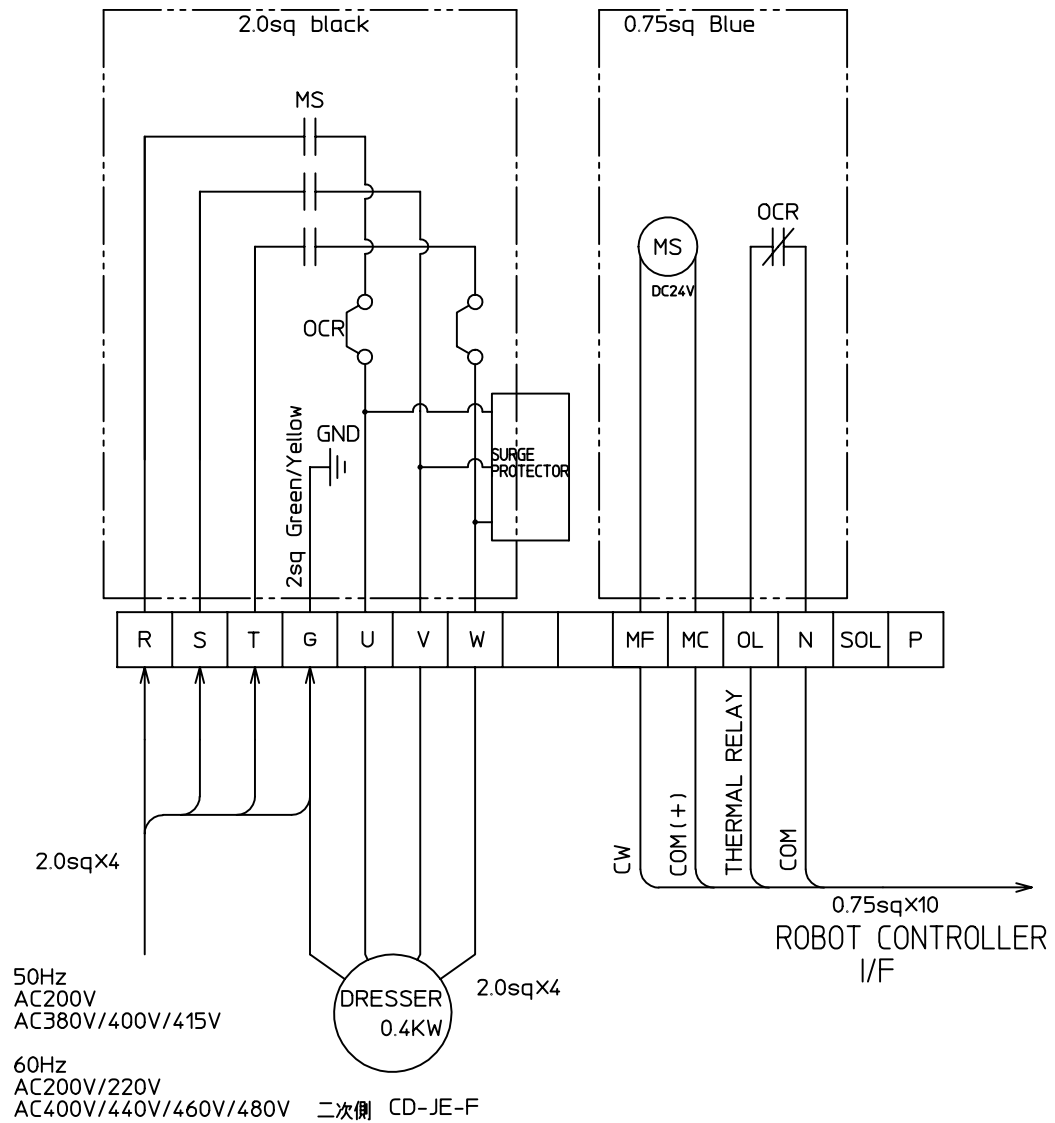 2.0sq black
0.75sq Blue
MS
OCR
MS
DC24V
OCR
2sq Green/Yellow
GND
SURGE
PROTECTOR
R S T G U V W MF MC OL N SOL P
CW
COM(+)
THERMAL RELAY
COM
2.0sq×4
0.75sq×10
ROBOT CONTROLLER
I/F
50Hz
AC200V
AC380V/400V/415V
DRESSER
0.4KW
2.0sq×4
60Hz
AC200V/220V
AC400V/440V/460V/480V
二次側 CD-JE-F